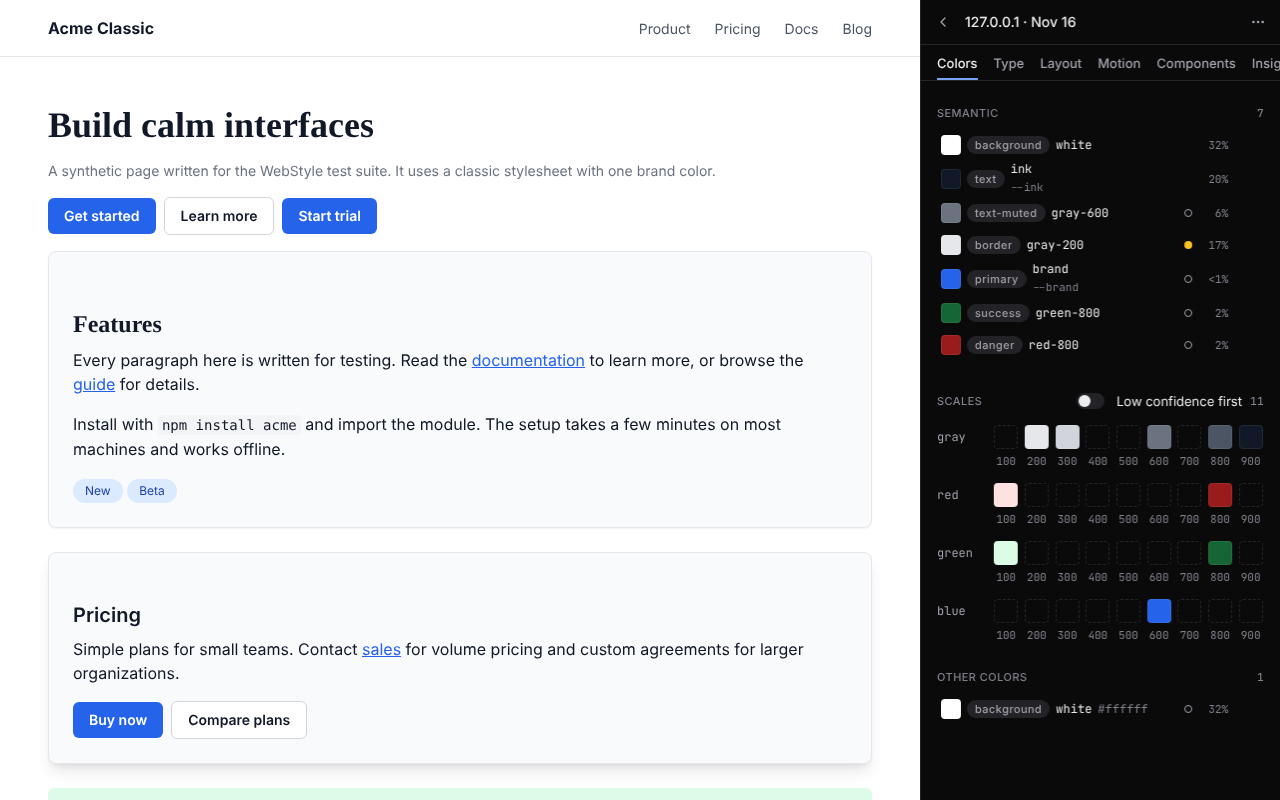 Acme Classic
Product Pricing Docs Blog
Build calm interfaces
A synthetic page written for the WebStyle test suite. It uses a classic stylesheet with one brand color.
Get started Learn more Start trial
Features
Every paragraph here is written for testing. Read the documentation to learn more, or browse the
guide for details.
Install with npm install acme and import the module. The setup takes a few minutes on most
machines and works offline.
New Beta
Pricing
Simple plans for small teams. Contact sales for volume pricing and custom agreements for larger
organizations.
Buy now Compare plans
127.0.0.1 · Nov 16
Colors Type Layout Motion Components Insig
SEMANTIC 7
background white 32%
text ink 20%
--ink
text-muted gray-600 6%
border gray-200 17%
primary brand <1%
--brand
success green-800 2%
danger red-800 2%
SCALES Low confidence first 11
gray
100 200 300 400 500 600 700 800 900
red
100 200 300 400 500 600 700 800 900
green
100 200 300 400 500 600 700 800 900
blue
100 200 300 400 500 600 700 800 900
OTHER COLORS 1
background white #ffffff 32%